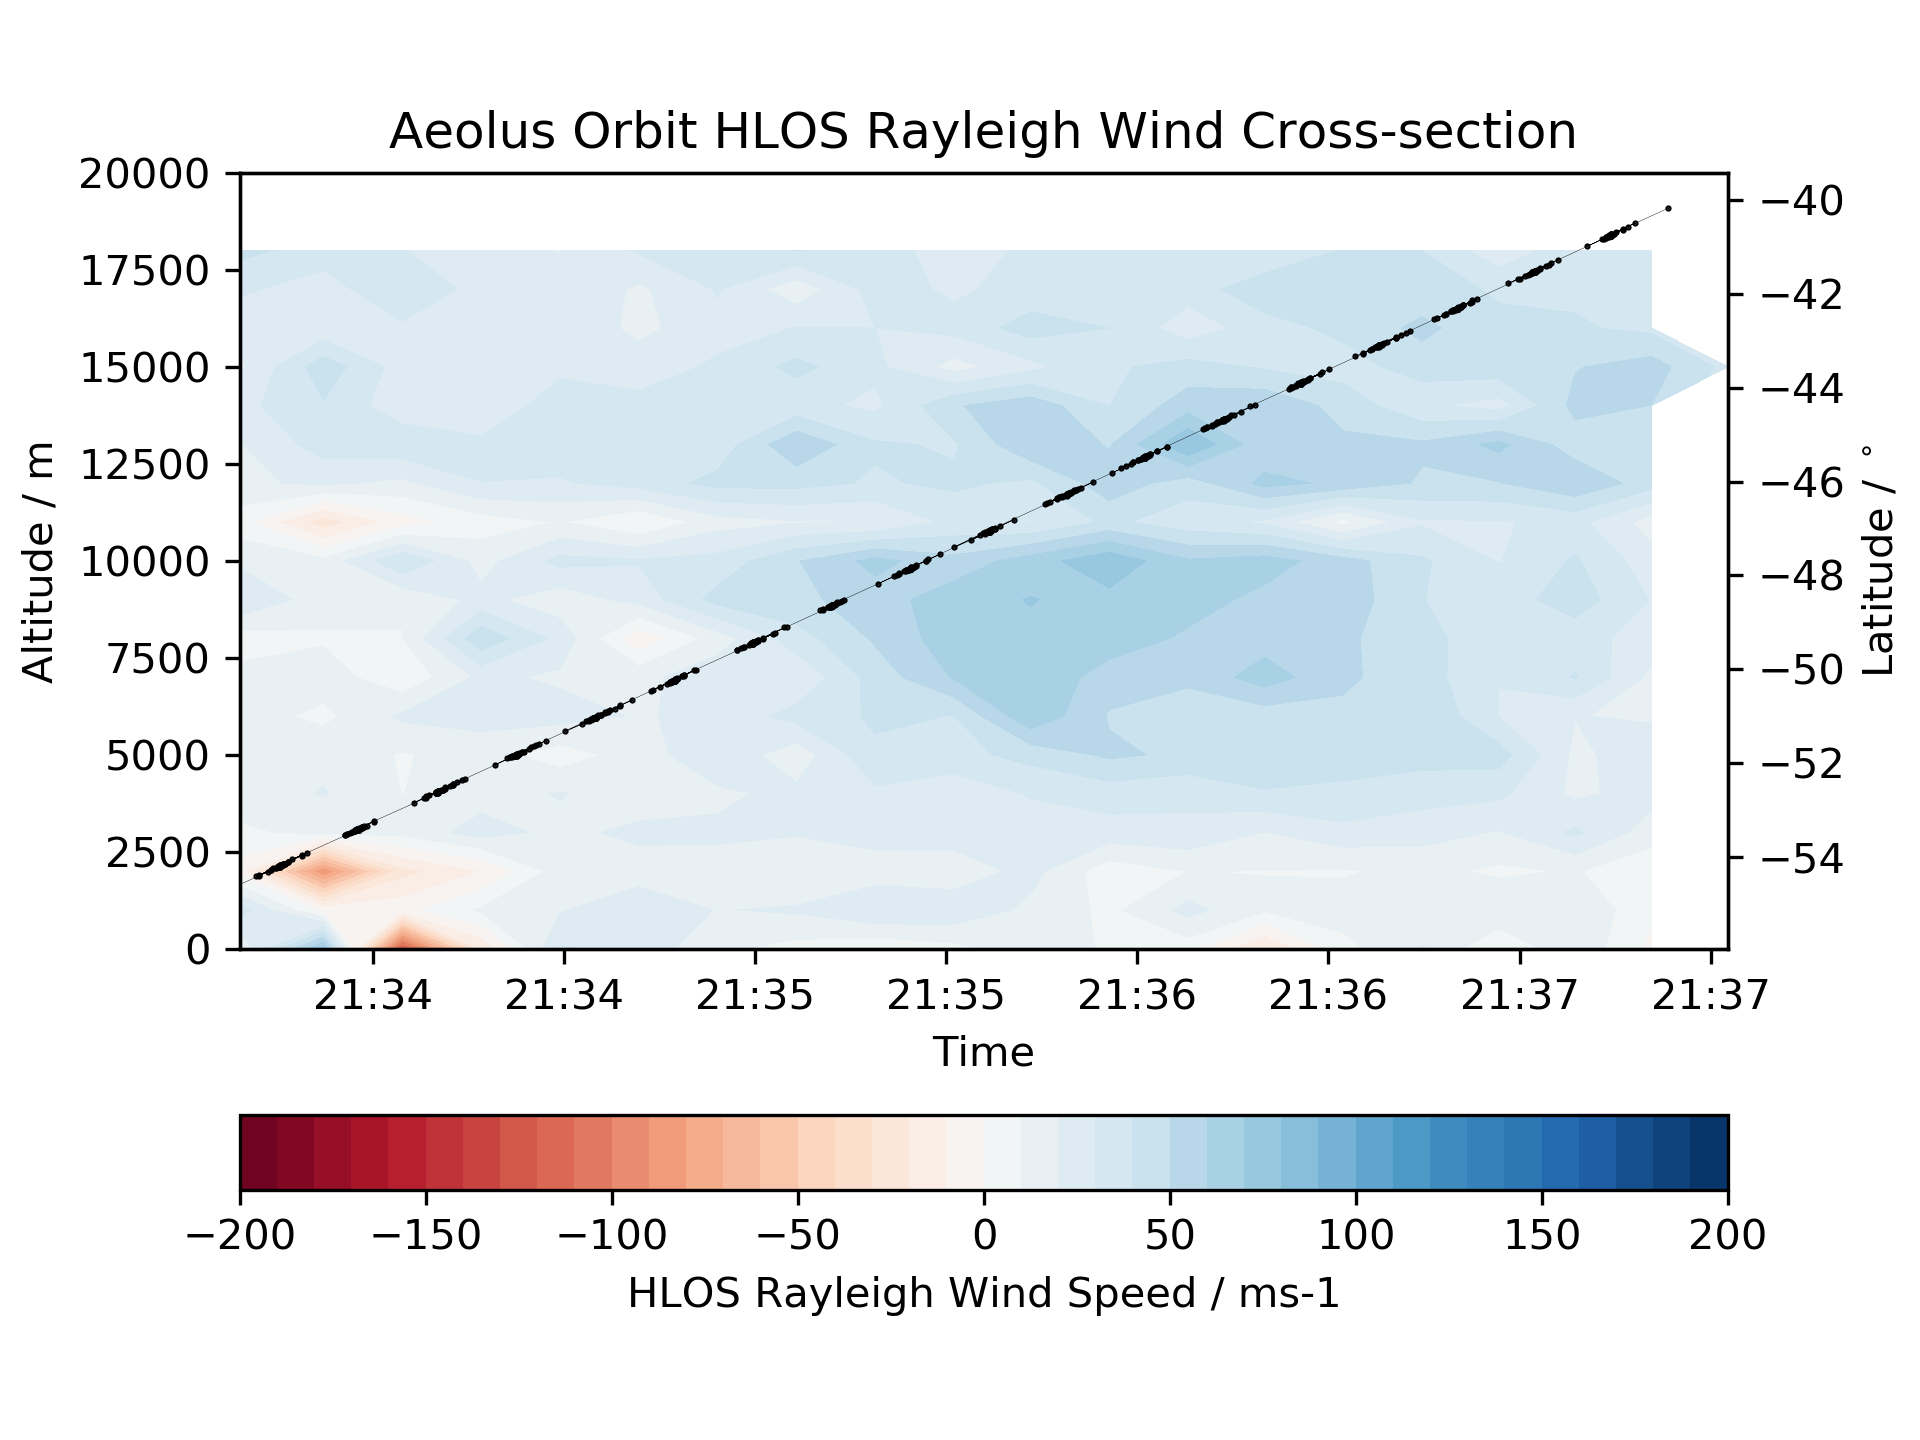 Aeolus Orbit HLOS Rayleigh Wind Cross-section
20000
17500
15000
12500
10000
7500
5000
2500
0
Altitude / m
−40
−42
−44
−46
−48
−50
−52
−54
Latitude / °
21:34 21:34 21:35 21:35 21:36 21:36 21:37 21:37
Time
−200 −150 −100 −50 0 50 100 150 200
HLOS Rayleigh Wind Speed / ms-1